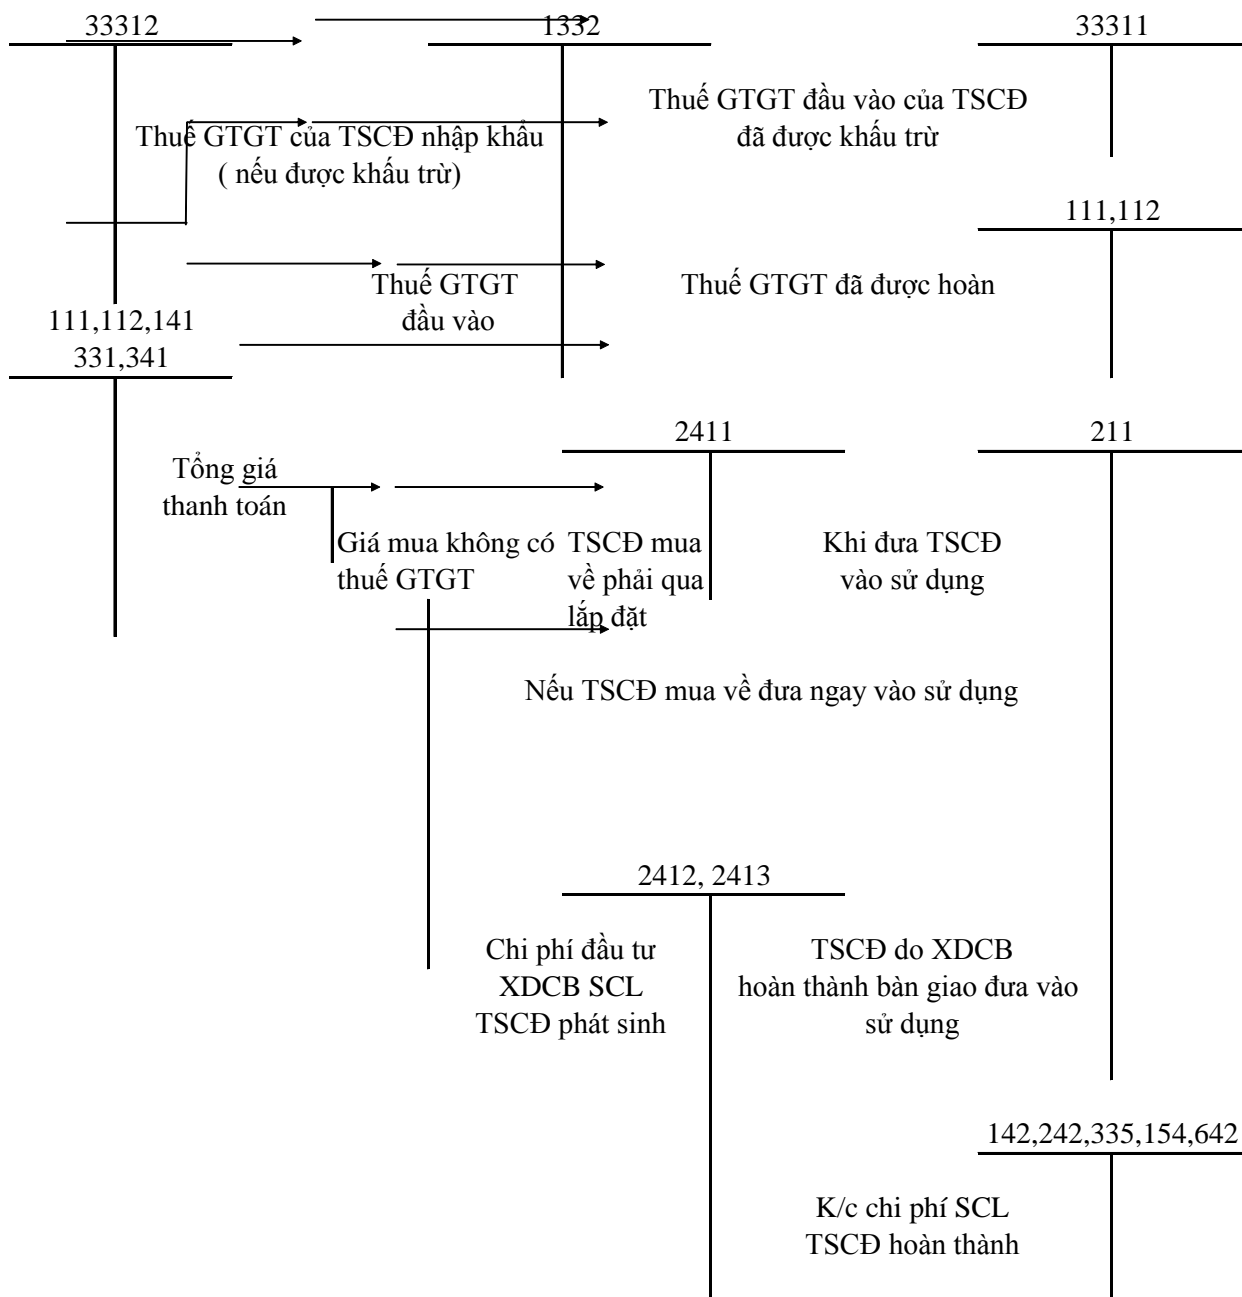 33312
1332
33311
Thuế GTGT của TSCĐ nhập khẩu
( nếu được khấu trừ)
Thuế GTGT đầu vào của TSCĐ
đã được khấu trừ
111,112
Thuế GTGT
đầu vào
Thuế GTGT đã được hoàn
111,112,141
331,341
2411
211
Tổng giá
thanh toán
Giá mua không có
thuế GTGT
TSCĐ mua
về phải qua
lắp đặt
Khi đưa TSCĐ
vào sử dụng
Nếu TSCĐ mua về đưa ngay vào sử dụng
2412, 2413
Chi phí đầu tư
XDCB SCL
TSCĐ phát sinh
TSCĐ do XDCB
hoàn thành bàn giao đưa vào
sử dụng
142,242,335,154,642
K/c chi phí SCL
TSCĐ hoàn thành